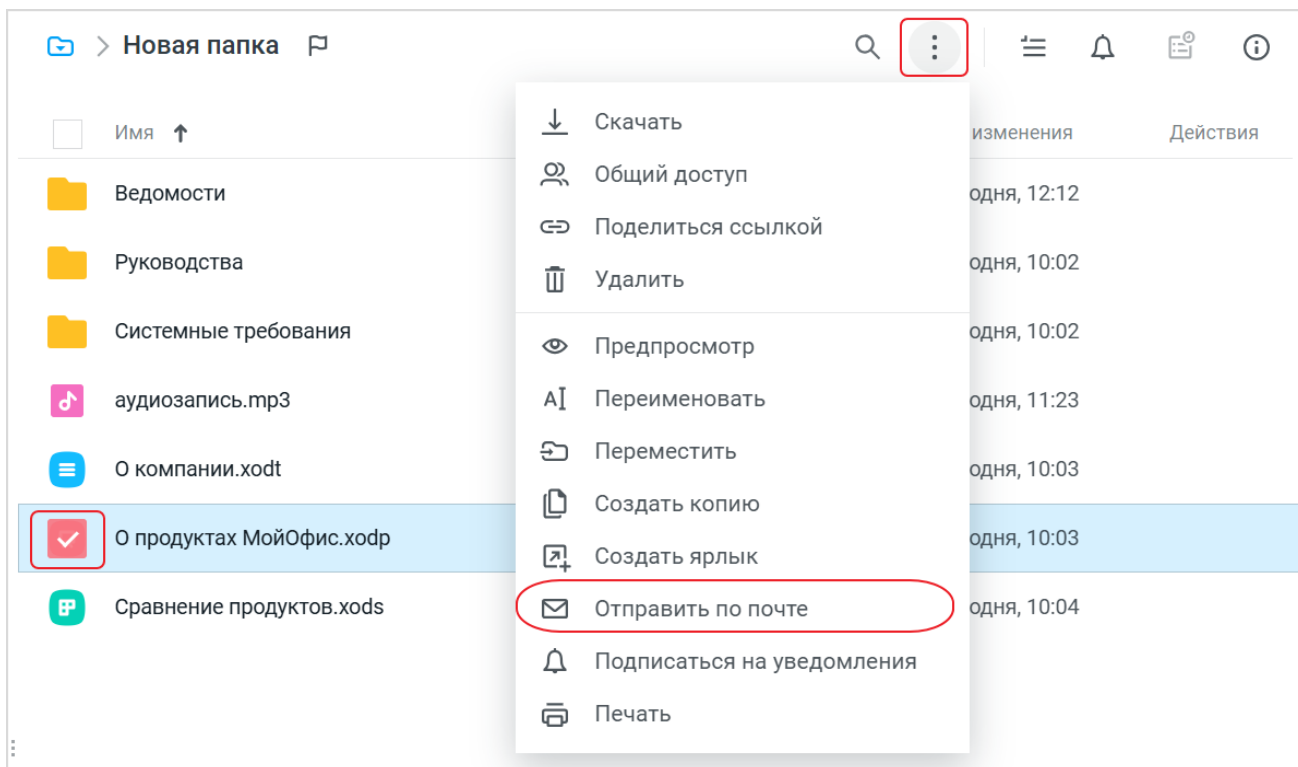 Новая папка
Имя
изменения
Действия
Ведомости
одня, 12:12
Руководства
одня, 10:02
Системные требования
одня, 10:02
аудиозапись.mp3
одня, 11:23
О компании.xodt
одня, 10:03
О продуктах МойОфис.xodp
одня, 10:03
Сравнение продуктов.xods
одня, 10:04
Скачать
Общий доступ
Поделиться ссылкой
Удалить
Предпросмотр
Переименовать
Переместить
Создать копию
Создать ярлык
Отправить по почте
Подписаться на уведомления
Печать